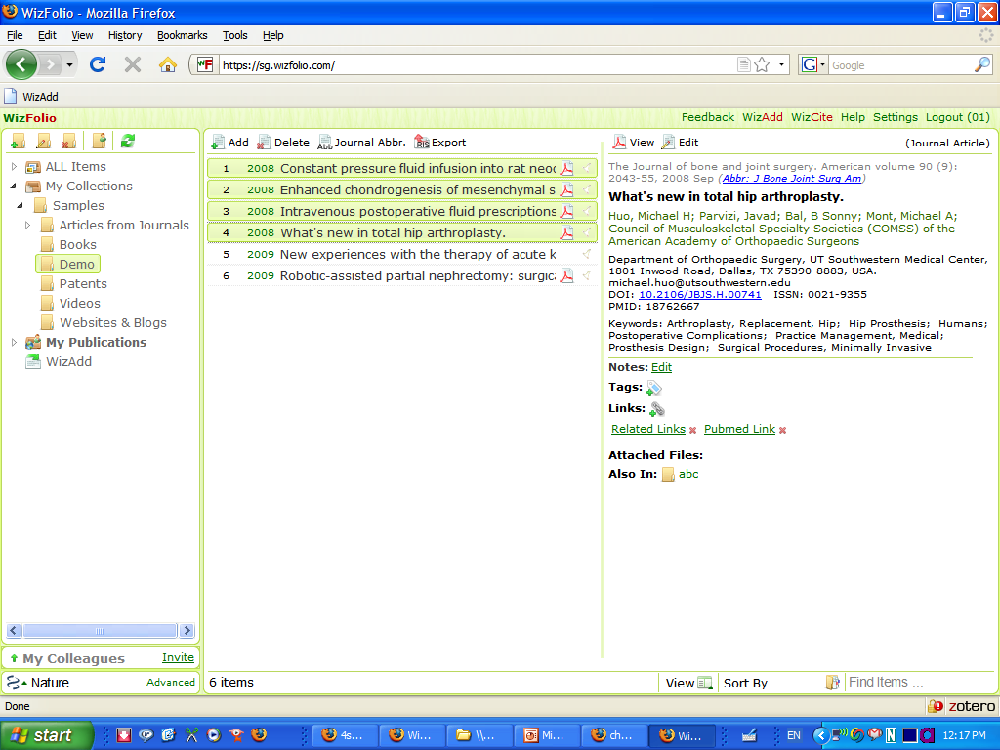 WizFolio - Mozilla Firefox
File Edit View History Bookmarks Tools Help
wF https://sg.wizfolio.com/ G Google
WizAdd
WizFolio
Feedback WizAdd WizCite Help Settings Logout (01)
ALL Items
My Collections
Samples
Articles from Journals
Books
Demo
Patents
Videos
Websites & Blogs
My Publications
WizAdd
My Colleagues Invite
Nature Advanced
Add Delete Journal Abbr. Export
1 2008 Constant pressure fluid infusion into rat neoc
2 2008 Enhanced chondrogenesis of mesenchymal s
3 2008 Intravenous postoperative fluid prescriptions
4 2008 What's new in total hip arthroplasty.
5 2009 New experiences with the therapy of acute k
6 2009 Robotic-assisted partial nephrectomy: surgica
6 items
View Edit (Journal Article)
The Journal of bone and joint surgery. American volume 90 (9):
2043-55, 2008 Sep (Abbr: J Bone Joint Surg Am)
What's new in total hip arthroplasty.
Huo, Michael H; Parvizi, Javad; Bal, B Sonny; Mont, Michael A;
Council of Musculoskeletal Specialty Societies (COMSS) of the
American Academy of Orthopaedic Surgeons
Department of Orthopaedic Surgery, UT Southwestern Medical Center,
1801 Inwood Road, Dallas, TX 75390-8883, USA.
michael.huo@utsouthwestern.edu
DOI: 10.2106/JBJS.H.00741 ISSN: 0021-9355
PMID: 18762667
Keywords: Arthroplasty, Replacement, Hip; Hip Prosthesis; Humans;
Postoperative Complications; Practice Management, Medical;
Prosthesis Design; Surgical Procedures, Minimally Invasive
Notes: Edit
Tags:
Links:
Related Links Pubmed Link
Attached Files:
Also In: abc
View Sort By Find Items ...
Done zotero
start 4s... Wi... \\... Mi... ch... Wi... EN 12:17 PM